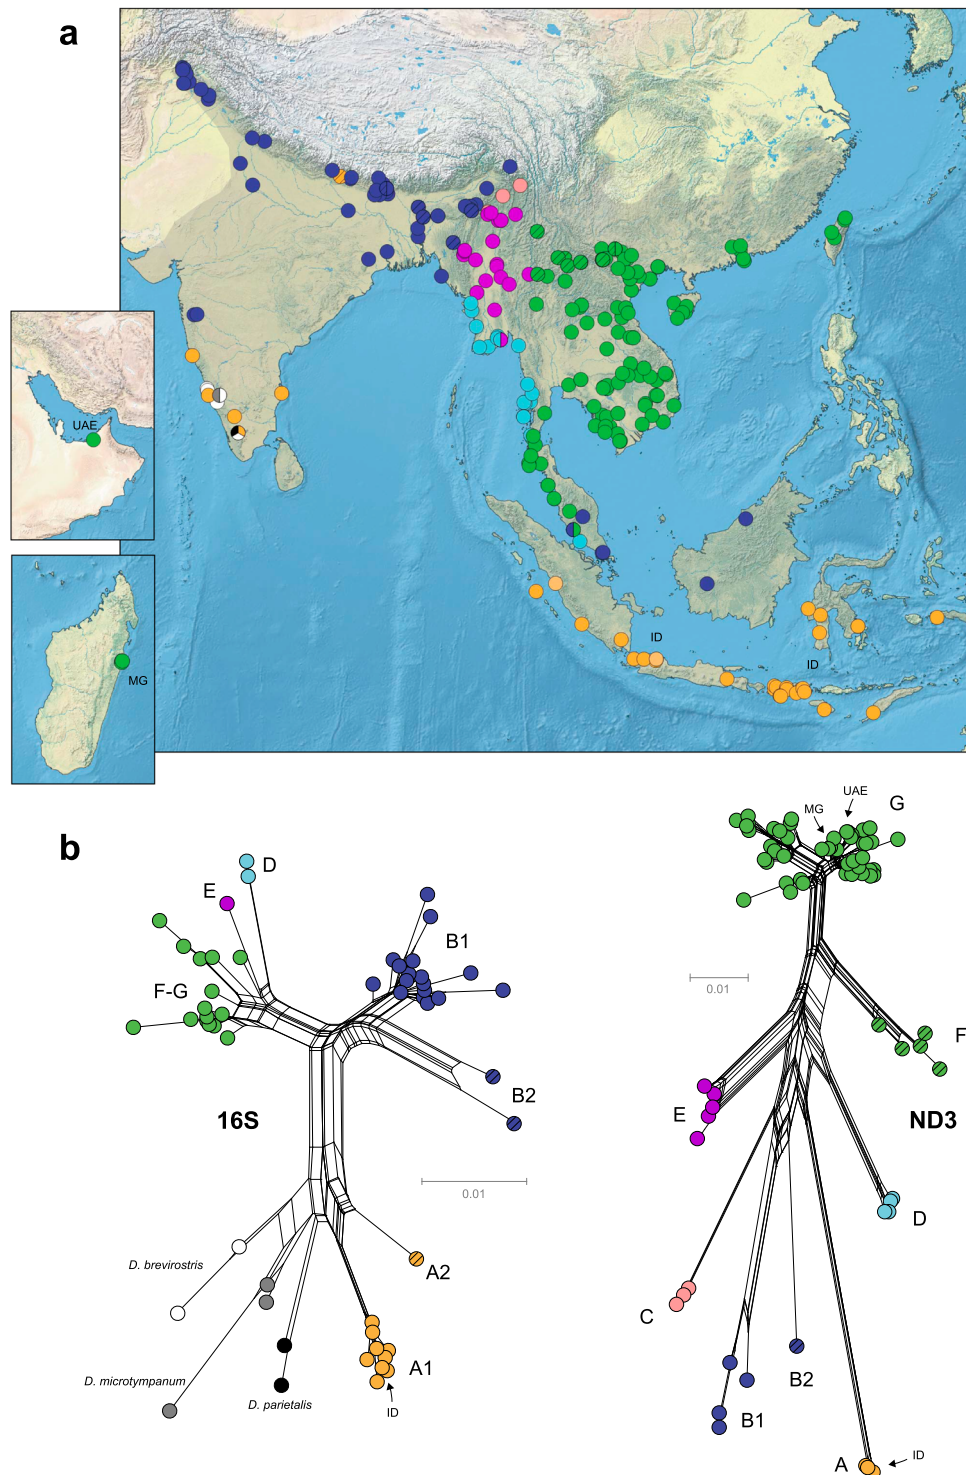 a
UAE
MG
ID
ID
b
D
E
B1
F-G
B2
16S
0.01
D. brevirostris
A2
D. microtympanum
A1
D. parietalis
ID
UAE
MG
G
0.01
F
E
ND3
D
C
B2
B1
A
ID